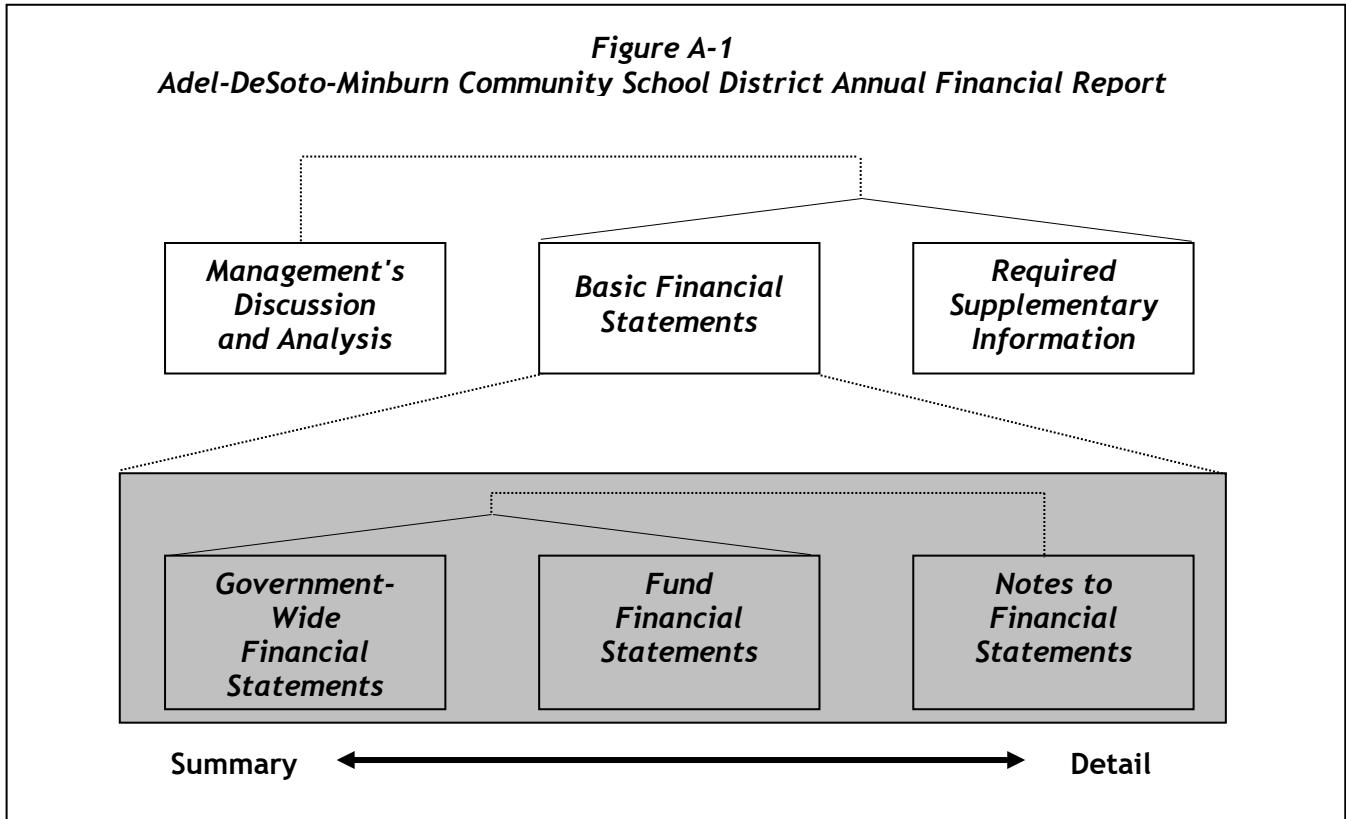 Figure A-1
Adel-DeSoto-Minburn Community School District Annual Financial Report
Management's
Discussion
and Analysis
Basic Financial
Statements
Required
Supplementary
Information
Government-
Wide
Financial
Statements
Fund
Financial
Statements
Notes to
Financial
Statements
Summary
Detail